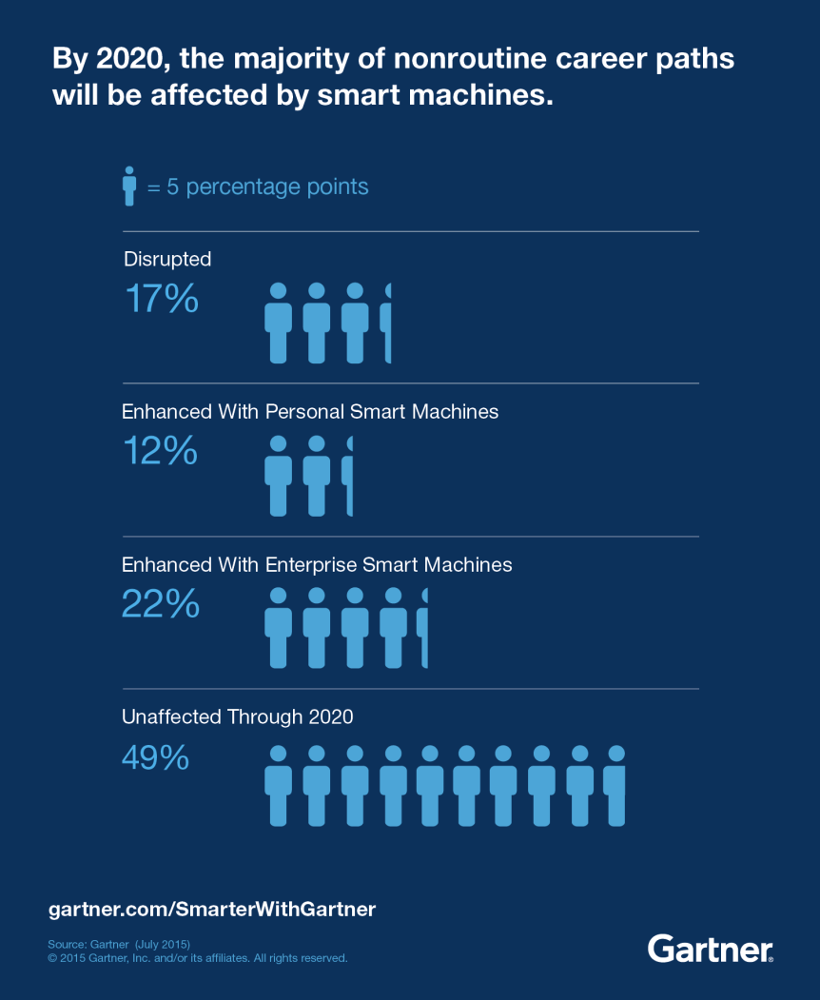 By 2020, the majority of nonroutine career paths
will be affected by smart machines.
= 5 percentage points
Disrupted
17%
Enhanced With Personal Smart Machines
12%
Enhanced With Enterprise Smart Machines
22%
Unaffected Through 2020
49%
gartner.com/SmarterWithGartner
Source: Gartner (July 2015)
© 2015 Gartner, Inc. and/or its affiliates. All rights reserved.
Gartner®